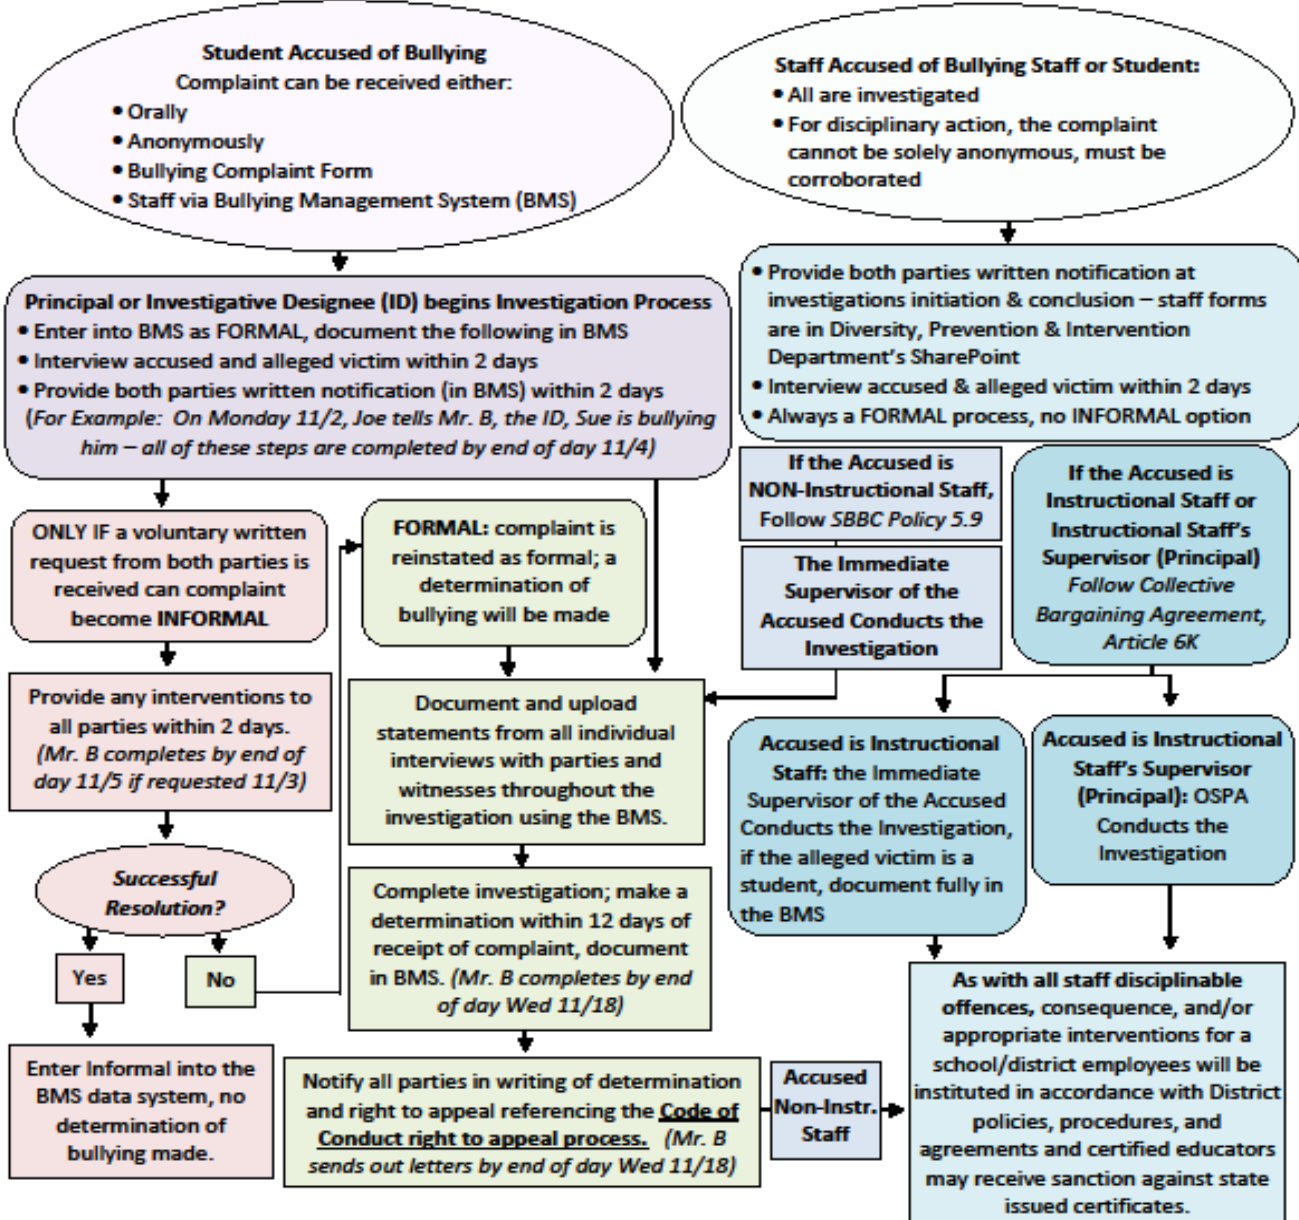 Student Accused of Bullying
Complaint can be received either:
• Orally
• Anonymously
• Bullying Complaint Form
• Staff via Bullying Management System (BMS)
Staff Accused of Bullying Staff or Student:
• All are investigated
• For disciplinary action, the complaint
cannot be solely anonymous, must be
corroborated
Principal or Investigative Designee (ID) begins Investigation Process
• Enter into BMS as FORMAL, document the following in BMS
• Interview accused and alleged victim within 2 days
• Provide both parties written notification (in BMS) within 2 days
(For Example: On Monday 11/2, Joe tells Mr. B, the ID, Sue is bullying
him – all of these steps are completed by end of day 11/4)
• Provide both parties written notification at
investigations initiation & conclusion – staff forms
are in Diversity, Prevention & Intervention
Department's SharePoint
• Interview accused & alleged victim within 2 days
• Always a FORMAL process, no INFORMAL option
ONLY IF a voluntary written
request from both parties is
received can complaint
become INFORMAL
FORMAL: complaint is
reinstated as formal; a
determination of
bullying will be made
If the Accused is
NON-Instructional Staff,
Follow SBBC Policy 5.9
The Immediate
Supervisor of the
Accused Conducts the
Investigation
If the Accused is
Instructional Staff or
Instructional Staff's
Supervisor (Principal)
Follow Collective
Bargaining Agreement,
Article 6K
Provide any interventions to
all parties within 2 days.
(Mr. B completes by end of
day 11/5 if requested 11/3)
Document and upload
statements from all individual
interviews with parties and
witnesses throughout the
investigation using the BMS.
Accused is Instructional
Staff: the Immediate
Supervisor of the Accused
Conducts the Investigation,
if the alleged victim is a
student, document fully in
the BMS
Accused is Instructional
Staff's Supervisor
(Principal): OSPA
Conducts the
Investigation
Successful
Resolution?
Yes
No
Complete investigation; make a
determination within 12 days of
receipt of complaint, document
in BMS. (Mr. B completes by end
of day Wed 11/18)
Enter Informal into the
BMS data system, no
determination of
bullying made.
Notify all parties in writing of determination
and right to appeal referencing the Code of
Conduct right to appeal process. (Mr. B
sends out letters by end of day Wed 11/18)
Accused
Non-Instr.
Staff
As with all staff disciplinable
offences, consequence, and/or
appropriate interventions for a
school/district employees will be
instituted in accordance with District
policies, procedures, and
agreements and certified educators
may receive sanction against state
issued certificates.